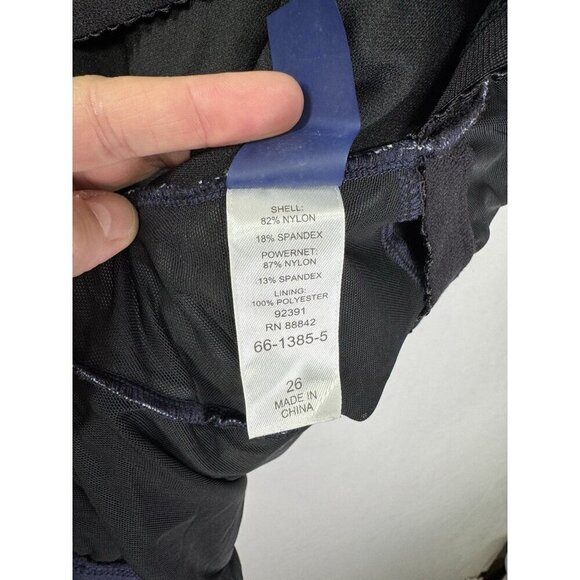 SHELL:
82% NYLON
18% SPANDEX
POWERNET:
87% NYLON
13% SPANDEX
LINING:
100% POLYESTER
92391
RN 88842
66-1385-5
26
MADE IN
CHINA